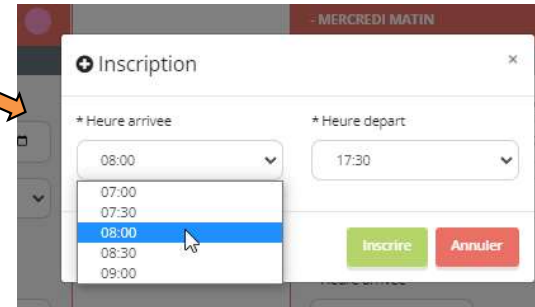 - MERCREDI MATIN
Inscription ×
* Heure arrivee * Heure depart
08:00 17:30
07:00
07:30
08:00
08:30
09:00
Inscrire Annuler